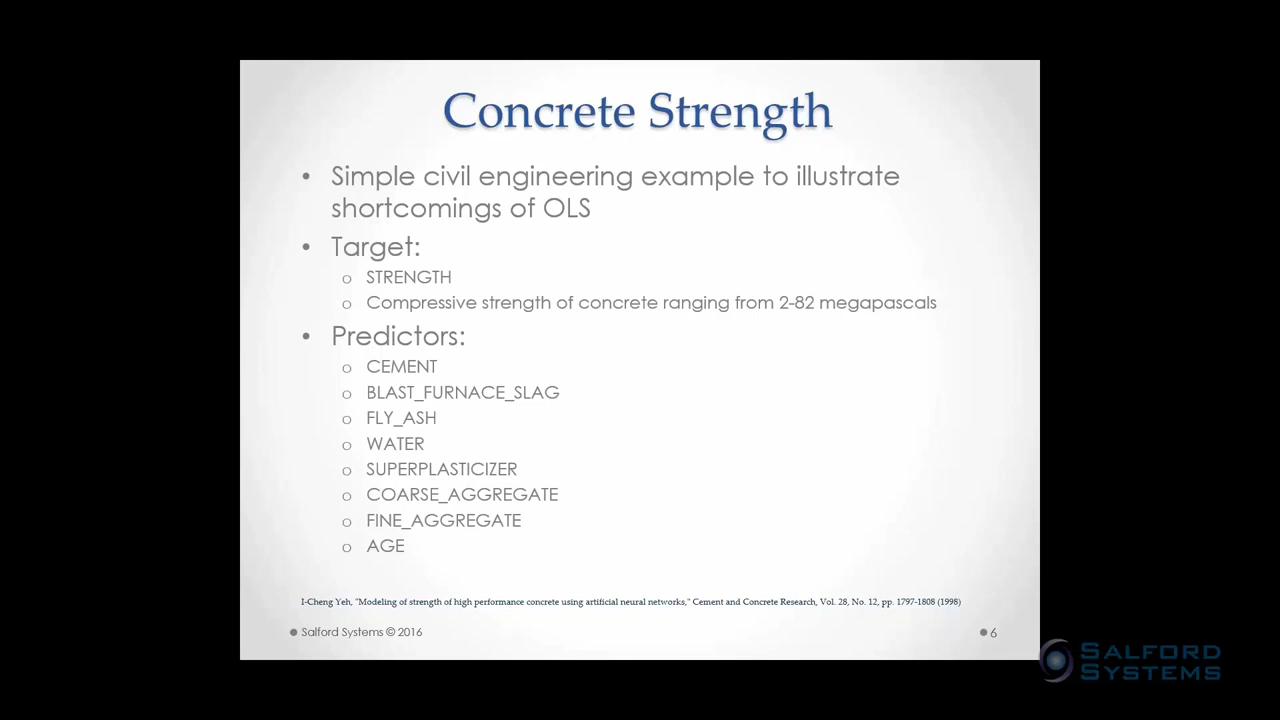 Concrete Strength
• Simple civil engineering example to illustrate
shortcomings of OLS
• Target:
o STRENGTH
o Compressive strength of concrete ranging from 2-82 megapascals
• Predictors:
o CEMENT
o BLAST_FURNACE_SLAG
o FLY_ASH
o WATER
o SUPERPLASTICIZER
o COARSE_AGGREGATE
o FINE_AGGREGATE
o AGE
I-Cheng Yeh, "Modeling of strength of high performance concrete using artificial neural networks," Cement and Concrete Research, Vol. 28, No. 12, pp. 1797-1808 (1998)
• Salford Systems © 2016
• 6
SALFORD
SYSTEMS